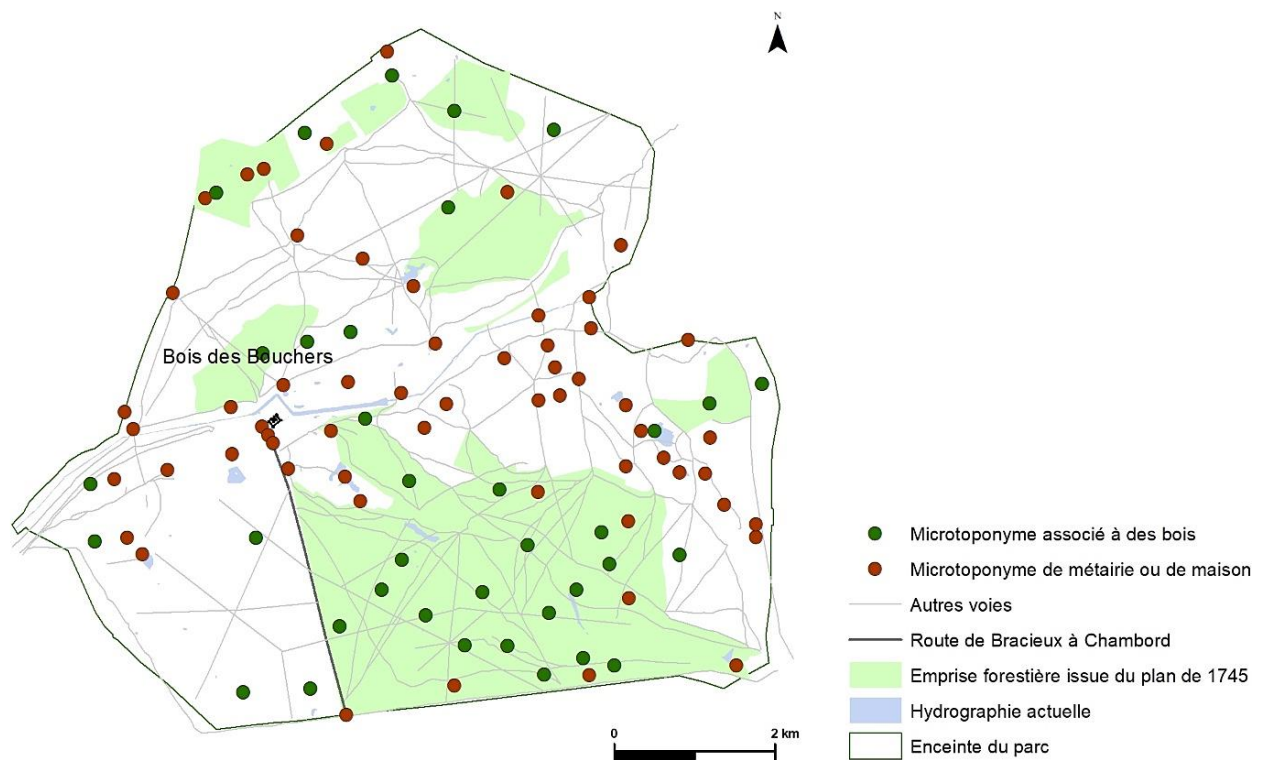 N
Bois des Bouchers
Microtoponyme associé à des bois
Microtoponyme de métairie ou de maison
Autres voies
Route de Bracieux à Chambord
Emprise forestière issue du plan de 1745
Hydrographie actuelle
Enceinte du parc
0 2 km